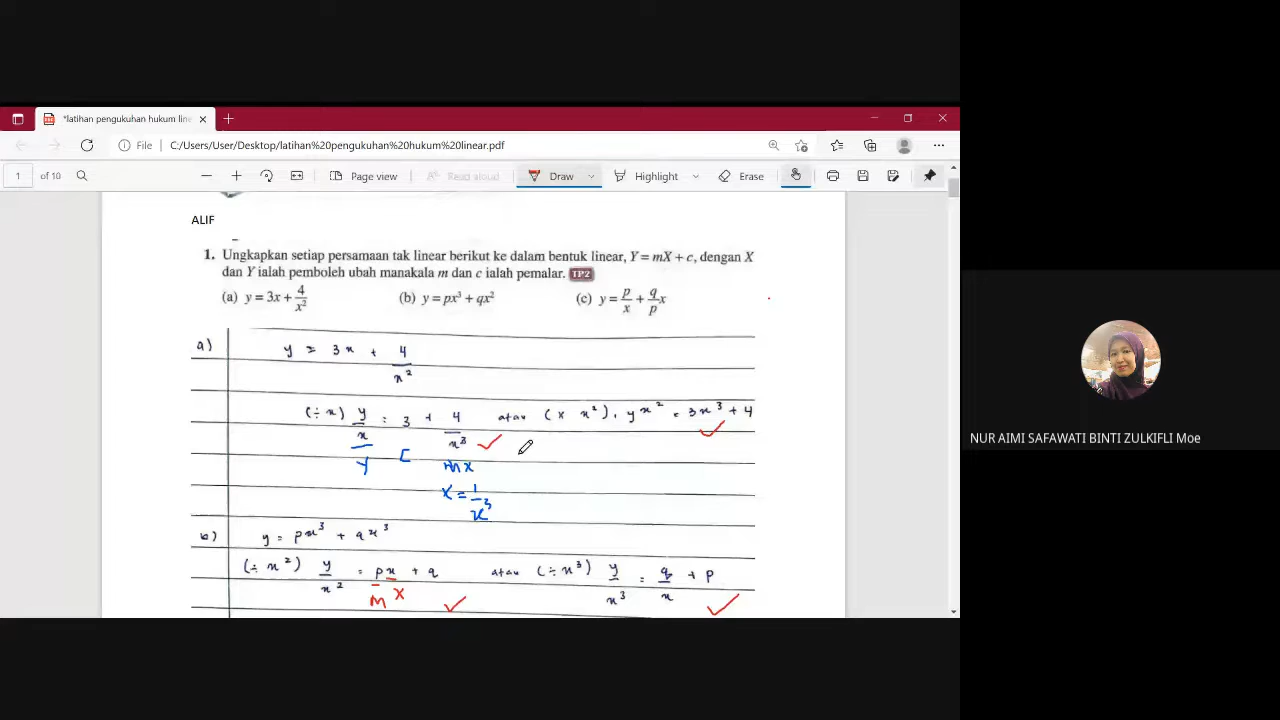 *latihan pengukuhan hukum line
File C:/Users/User/Desktop/latihan%20pengukuhan%20hukum%20linear.pdf
1 of 10 Page view Read aloud Draw Highlight Erase
ALIF
1. Ungkapkan setiap persamaan tak linear berikut ke dalam bentuk linear, Y = mX + c, dengan X
dan Y ialah pemboleh ubah manakala m dan c ialah pemalar. TP2
(a) y = 3x + 4/x² (b) y = px³ + qx² (c) y = p/x + q/p x
a) y = 3x + 4/x²
(÷x) y/x = 3 + 4/x³ atau (× x²), yx² = 3x³ + 4
Y C mX
X = 1/x³
b) y = px³ + qx³
(÷ x²) y/x² = px + q atau (÷x³) y/x³ = q/x + p
m X
NUR AIMI SAFAWATI BINTI ZULKIFLI Moe